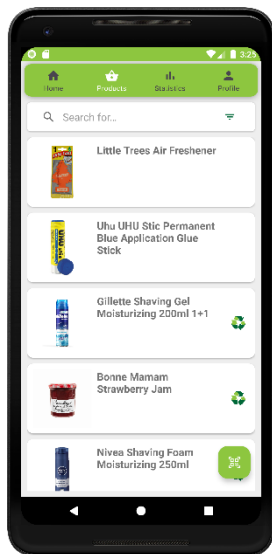 3:25
Home Products Statistics Profile
Search for...
Little Trees Air Freshener
Uhu UHU Stic Permanent
Blue Application Glue
Stick
Gillette Shaving Gel
Moisturizing 200ml 1+1
Bonne Mamam
Strawberry Jam
Nivea Shaving Foam
Moisturizing 250ml